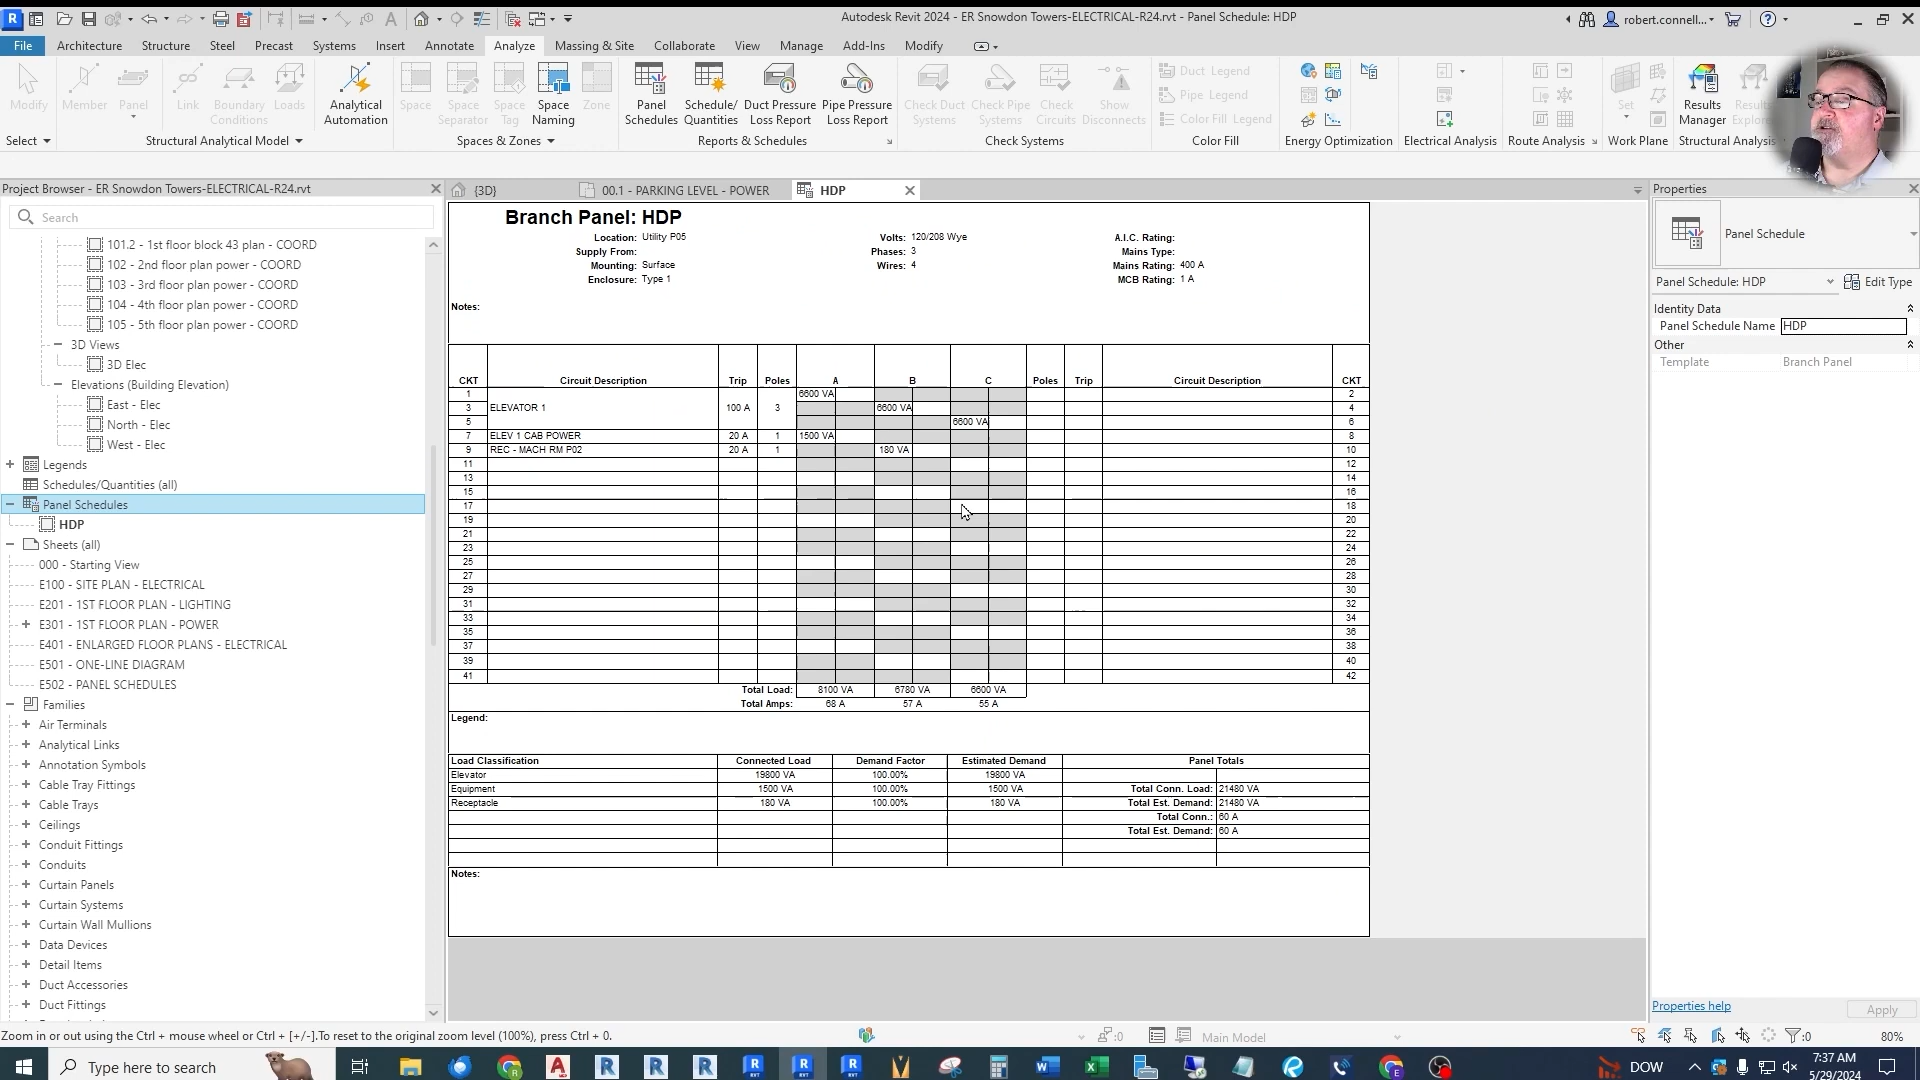 Autodesk Revit 2024 - ER Snowdon Towers-ELECTRICAL-R24.rvt - Panel Schedule: HDP
robert.connell...
File Architecture Structure Steel Precast Systems Insert Annotate Analyze Massing & Site Collaborate View Manage Add-Ins Modify
Modify Member Panel Link Boundary Conditions Loads Analytical Automation Space Space Separator Space Tag Space Naming Zone Panel Schedules Schedule/ Quantities Duct Pressure Loss Report Pipe Pressure Loss Report Check Duct Systems Check Pipe Systems Check Circuits Show Disconnects Duct Legend Pipe Legend Color Fill Legend Set Results Manager
Select Structural Analytical Model Spaces & Zones Reports & Schedules Check Systems Color Fill Energy Optimization Electrical Analysis Route Analysis Work Plane Structural Analysis
Project Browser - ER Snowdon Towers-ELECTRICAL-R24.rvt
Search
101.2 - 1st floor block 43 plan - COORD
102 - 2nd floor plan power - COORD
103 - 3rd floor plan power - COORD
104 - 4th floor plan power - COORD
105 - 5th floor plan power - COORD
3D Views
3D Elec
Elevations (Building Elevation)
East - Elec
North - Elec
West - Elec
Legends
Schedules/Quantities (all)
Panel Schedules
HDP
Sheets (all)
000 - Starting View
E100 - SITE PLAN - ELECTRICAL
E201 - 1ST FLOOR PLAN - LIGHTING
E301 - 1ST FLOOR PLAN - POWER
E401 - ENLARGED FLOOR PLANS - ELECTRICAL
E501 - ONE-LINE DIAGRAM
E502 - PANEL SCHEDULES
Families
Air Terminals
Analytical Links
Annotation Symbols
Cable Tray Fittings
Cable Trays
Ceilings
Conduit Fittings
Conduits
Curtain Panels
Curtain Systems
Curtain Wall Mullions
Data Devices
Detail Items
Duct Accessories
Duct Fittings
{3D} 00.1 - PARKING LEVEL - POWER HDP
Branch Panel: HDP
Location: Utility P05 Volts: 120/208 Wye A.I.C. Rating:
Supply From: Phases: 3 Mains Type:
Mounting: Surface Wires: 4 Mains Rating: 400 A
Enclosure: Type 1 MCB Rating: 1 A
Notes:
CKT Circuit Description Trip Poles A B C Poles Trip Circuit Description CKT
1 6600 VA 2
3 ELEVATOR 1 100 A 3 6600 VA 4
5 6600 VA 6
7 ELEV 1 CAB POWER 20 A 1 1500 VA 8
9 REC - MACH RM P02 20 A 1 180 VA 10
11 12
13 14
15 16
17 18
19 20
21 22
23 24
25 26
27 28
29 30
31 32
33 34
35 36
37 38
39 40
41 42
Total Load: 8100 VA 6780 VA 6600 VA
Total Amps: 68 A 57 A 55 A
Legend:
Load Classification Connected Load Demand Factor Estimated Demand Panel Totals
Elevator 19800 VA 100.00% 19800 VA
Equipment 1500 VA 100.00% 1500 VA Total Conn. Load: 21480 VA
Receptacle 180 VA 100.00% 180 VA Total Est. Demand: 21480 VA
Total Conn.: 60 A
Total Est. Demand: 60 A
Notes:
Properties
Panel Schedule
Panel Schedule: HDP Edit Type
Identity Data
Panel Schedule Name HDP
Other
Template Branch Panel
Properties help Apply
Zoom in or out using the Ctrl + mouse wheel or Ctrl + [+/-].To reset to the original zoom level (100%), press Ctrl + 0. :0 Main Model :0 80%
Type here to search DOW 7:37 AM
5/29/2024